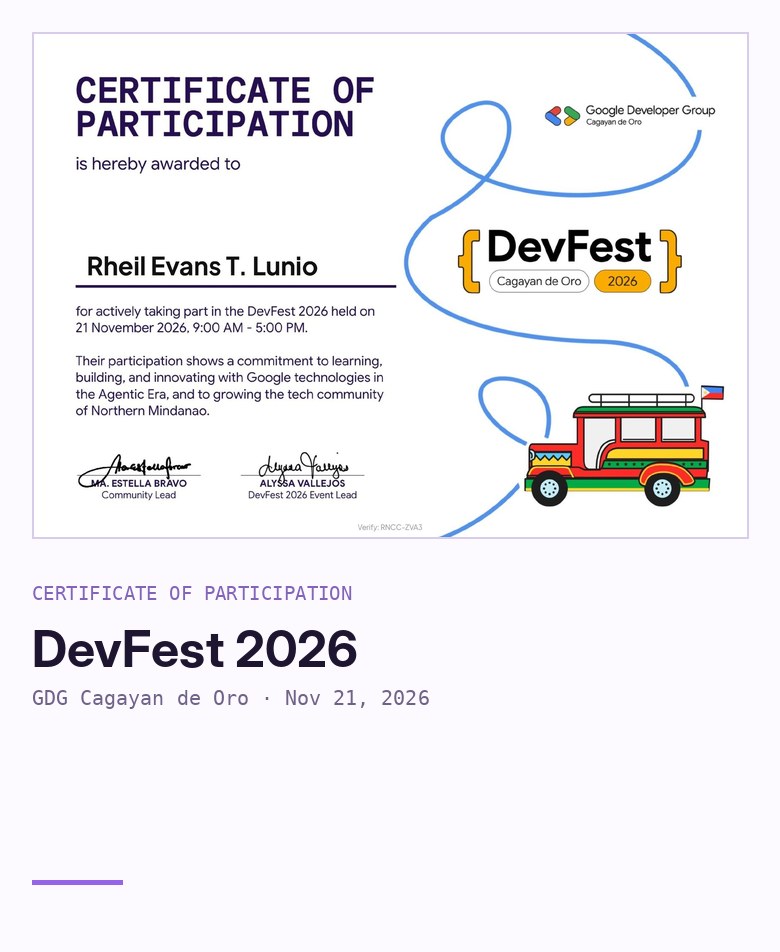 CERTIFICATE OF
PARTICIPATION
is hereby awarded to
Rheil Evans T. Lunio
for actively taking part in the DevFest 2026 held on
21 November 2026, 9:00 AM - 5:00 PM.
Their participation shows a commitment to learning,
building, and innovating with Google technologies in
the Agentic Era, and to growing the tech community
of Northern Mindanao.
MA. ESTELLA BRAVO
Community Lead
ALYSSA VALLEJOS
DevFest 2026 Event Lead
Verify: RNCC-ZVA3
Google Developer Group
Cagayan de Oro
{DevFest}
Cagayan de Oro 2026
CERTIFICATE OF PARTICIPATION
DevFest 2026
GDG Cagayan de Oro · Nov 21, 2026